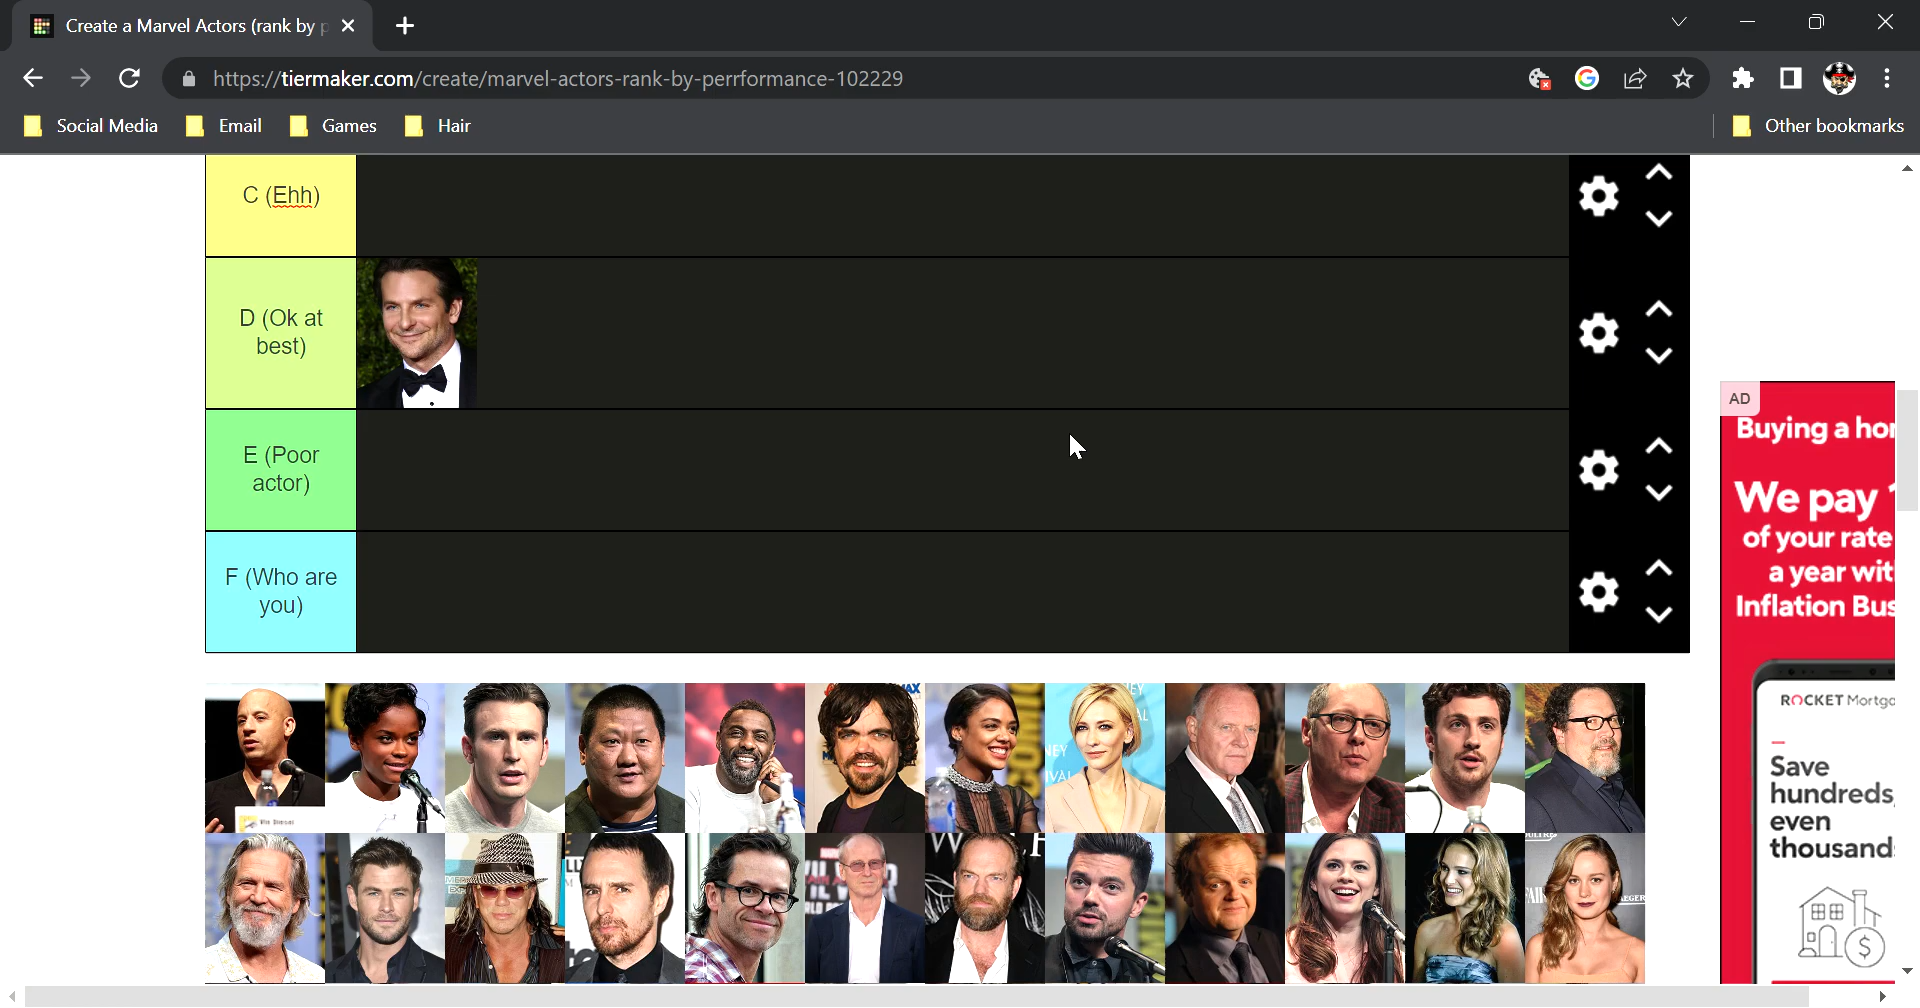 Create a Marvel Actors (rank by p
https://tiermaker.com/create/marvel-actors-rank-by-perrformance-102229
Social Media
Email
Games
Hair
Other bookmarks
C (Ehh)
D (Ok at
best)
E (Poor
actor)
F (Who are
you)
AD
Buying a hor
We pay
of your rate
a year wit
Inflation Bus
ROCKET Mortga
Save
hundreds,
even
thousand